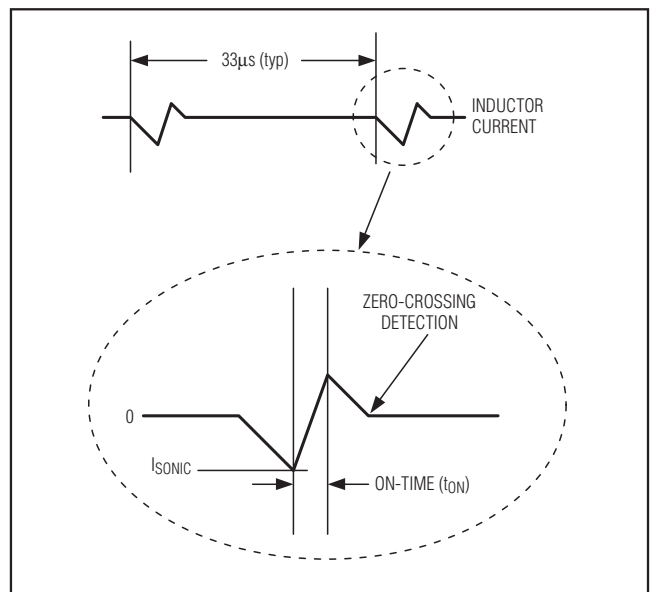 33µs (typ)
INDUCTOR
CURRENT
ZERO-CROSSING
DETECTION
0
ISONIC
ON-TIME (tON)